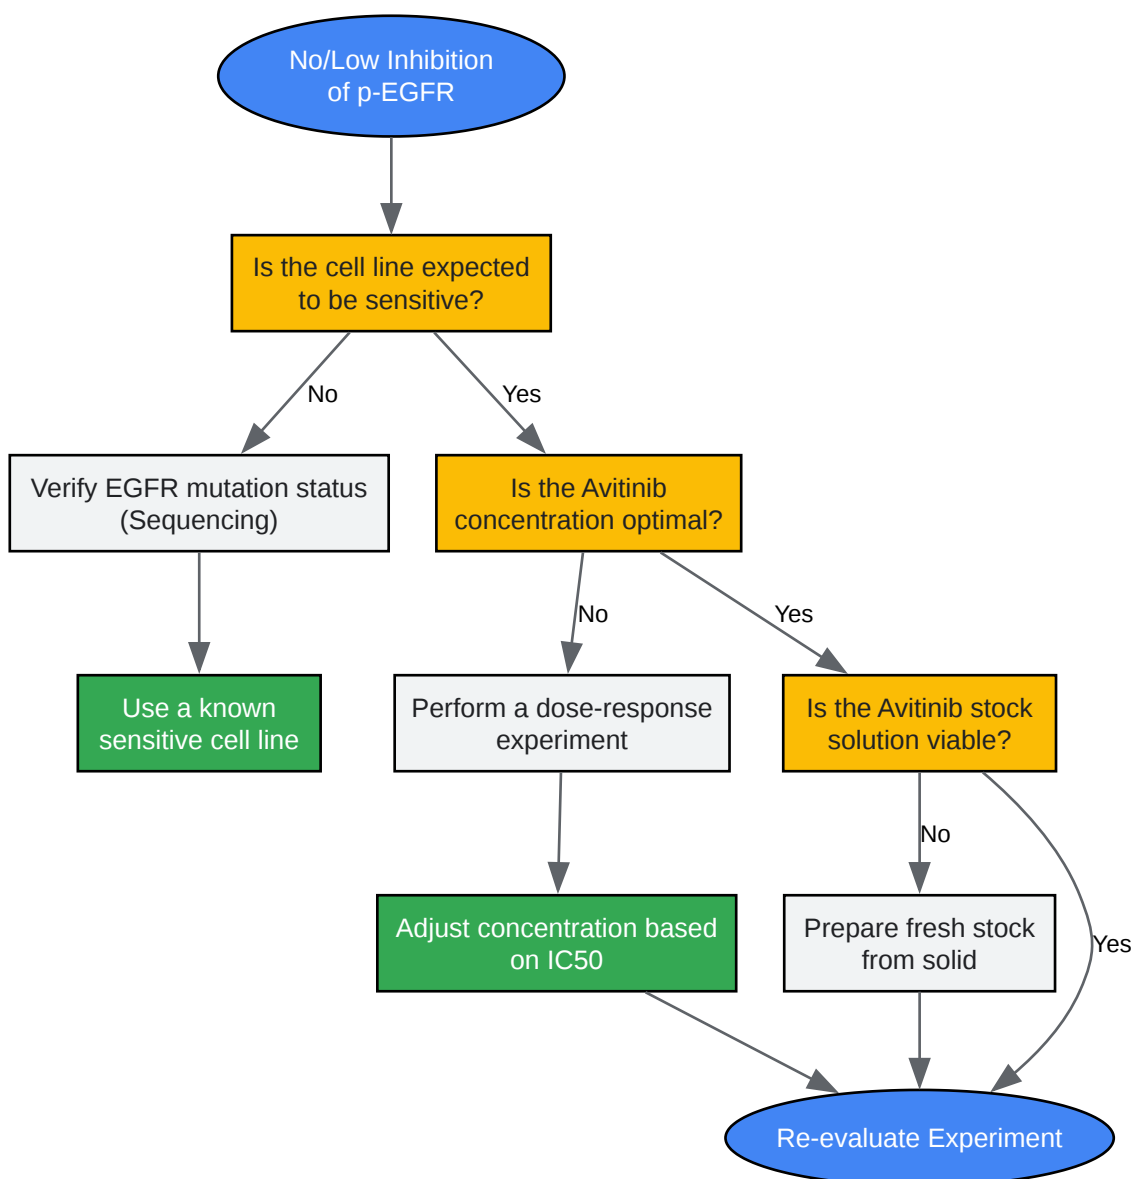 No/Low Inhibition
of p-EGFR
Is the cell line expected
to be sensitive?
No
Yes
Verify EGFR mutation status
(Sequencing)
Is the Avitinib
concentration optimal?
No
Yes
Use a known
sensitive cell line
Perform a dose-response
experiment
Is the Avitinib stock
solution viable?
No
Adjust concentration based
on IC50
Prepare fresh stock
from solid
Yes
Re-evaluate Experiment